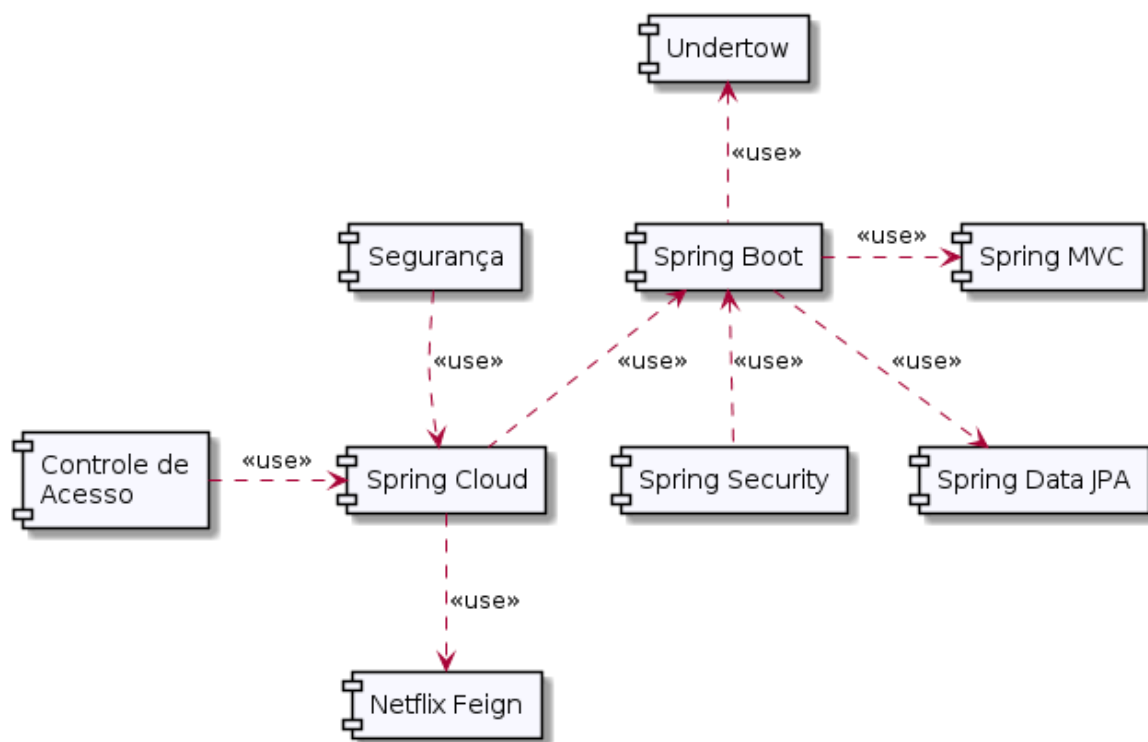 Undertow
«use»
Segurança
Spring Boot
«use»
Spring MVC
«use»
«use»
«use»
«use»
Controle de
Acesso
«use»
Spring Cloud
Spring Security
Spring Data JPA
«use»
Netflix Feign